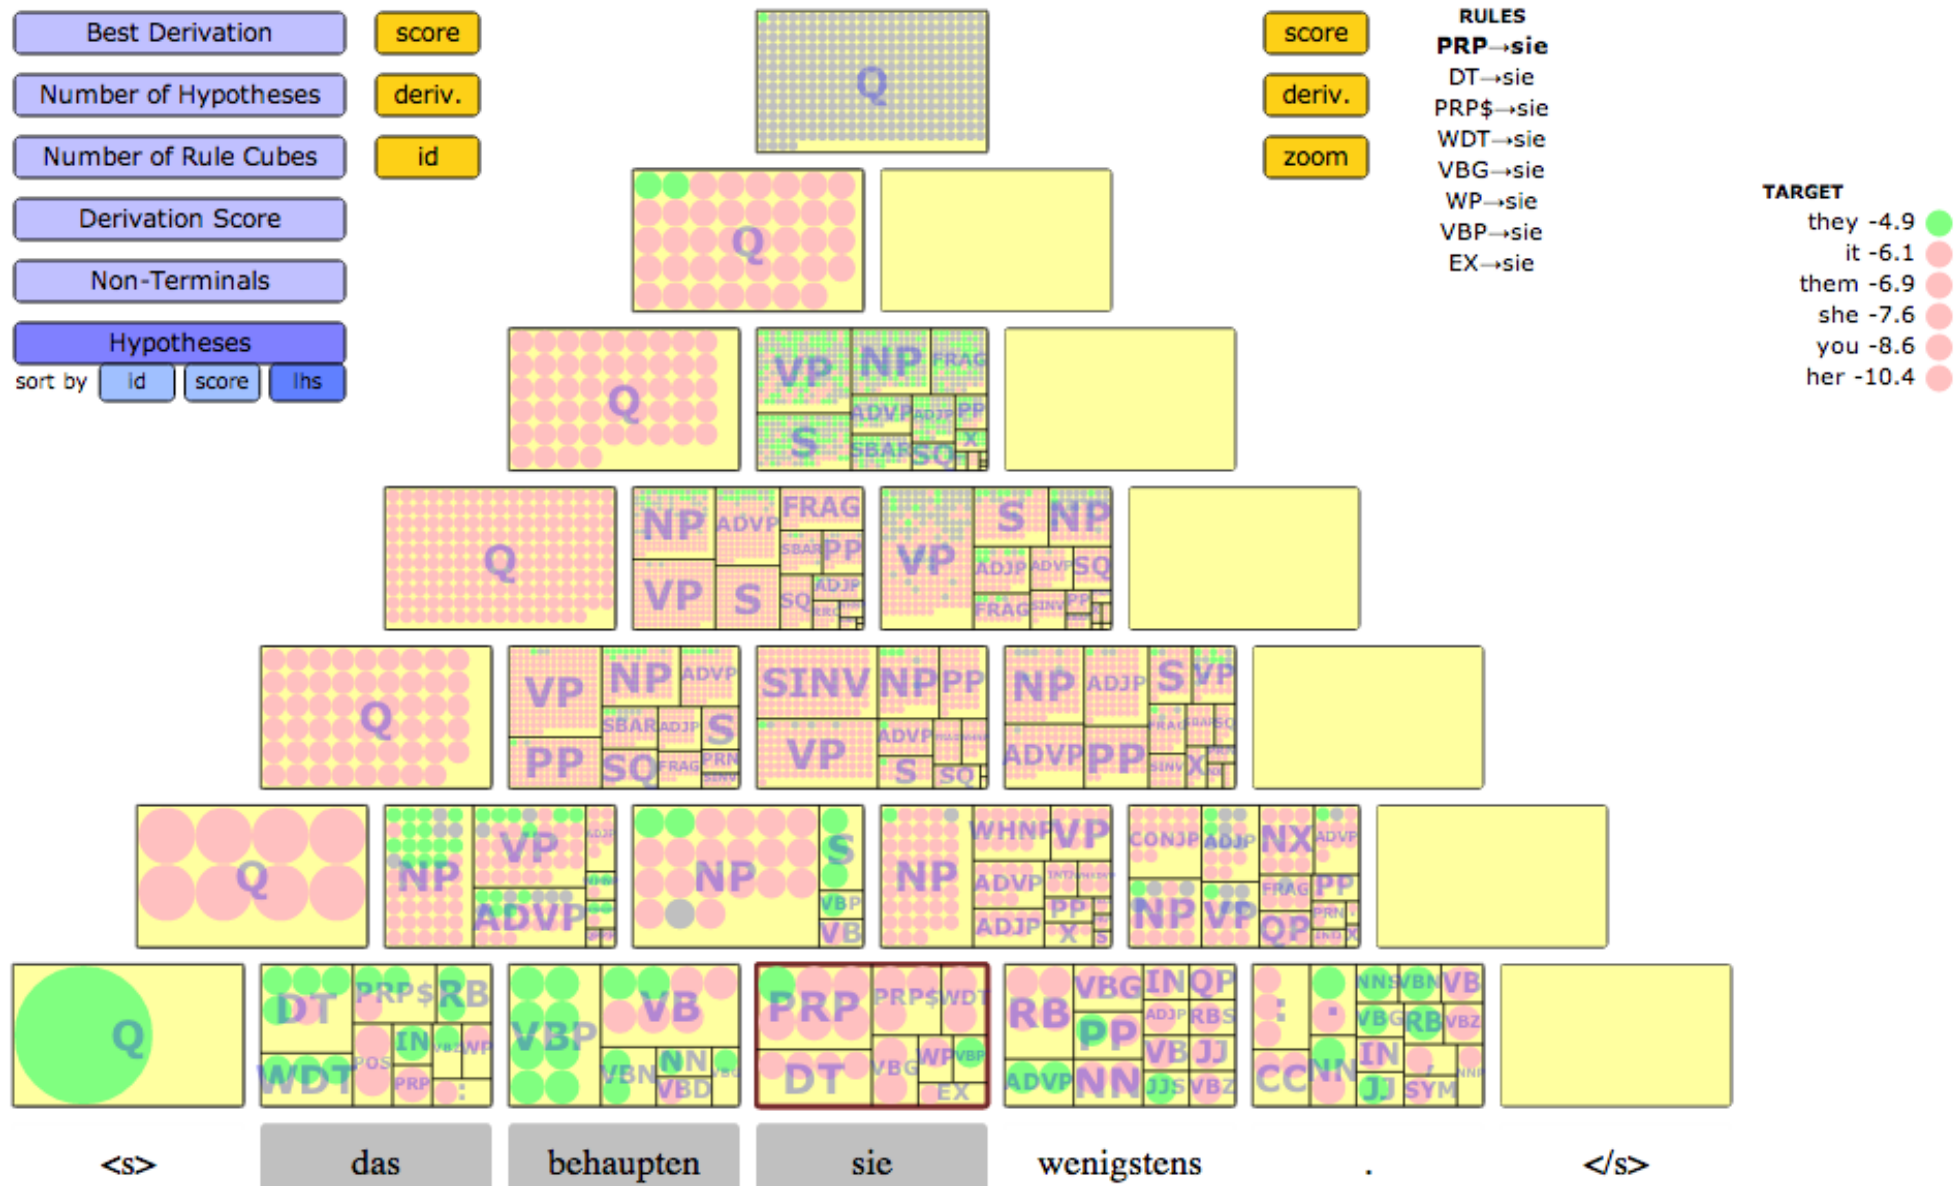 Best Derivation
Number of Hypotheses
Number of Rule Cubes
Derivation Score
Non-Terminals
Hypotheses
sort by id score lhs
score
deriv.
id
score
deriv.
zoom
RULES
PRP→sie
DT→sie
PRP$→sie
WDT→sie
VBG→sie
WP→sie
VBP→sie
EX→sie
TARGET
they -4.9
it -6.1
them -6.9
she -7.6
you -8.6
her -10.4
Q
Q
Q
VP NP FRAG
ADVP ADJP PP
S SBAR SQ X
Q
NP ADVP FRAG
SBAR PP
VP S SQ ADJP
VP S NP
ADJP ADVP SQ
FRAG SINV PP
Q
VP NP ADVP
SBAR ADJP S
PP SQ FRAG PRN
SINV
SINV NP PP
VP ADVP
S SQ
NP ADJP S VP
ADVP PP
SINV X
Q
NP VP ADJP
ADVP
NP S
VBP
VB
NP WHNP VP
ADVP
ADJP PP
X S
CONJP ADJP NX ADVP
FRAG PP
NP VP QP PRN
X
Q
DT PRP$ RB
IN VBZ WP
WDT POS PRP :
VBP VB
VBN NN
VBD
PRP PRP$ WDT
DT VBG WP VBP
EX
RB VBG IN QP
PP ADJP RBS
ADVP NN VB JJ
JJS VBZ
: . NNS VBN VB
VBG RB VBZ
CC NN IN ,
JJ SYM
<s> das behaupten sie wenigstens . </s>